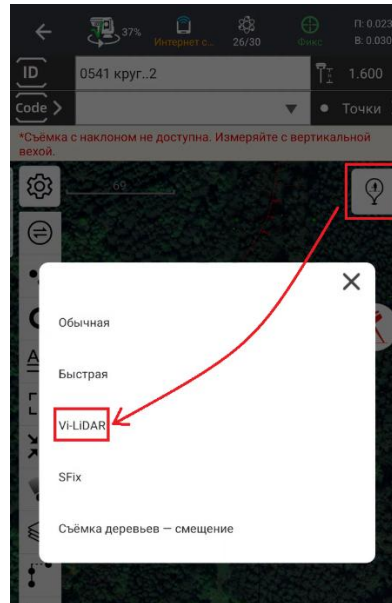 37%
Интернет с...
26/30
Фикс
П: 0.023
В: 0.030
ID
0541 круг..2
1.600
Code >
Точки
*Съёмка с наклоном не доступна. Измеряйте с вертикальной
вехой.
69
A
Обычная
Быстрая
Vi-LiDAR
SFix
Съёмка деревьев — смещение